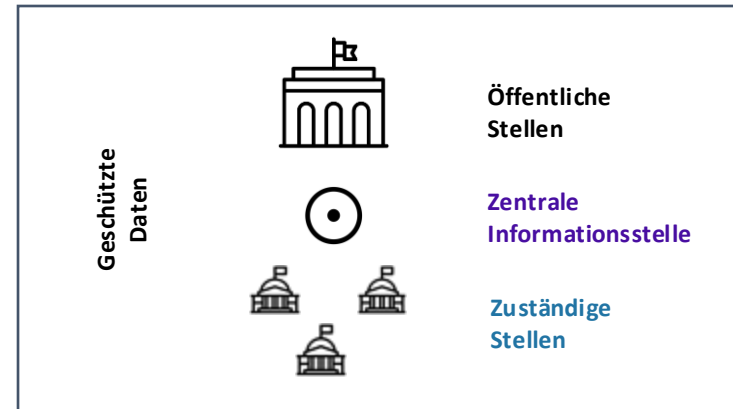 Geschützte
Daten
Öffentliche
Stellen
Zentrale
Informationsstelle
Zuständige
Stellen